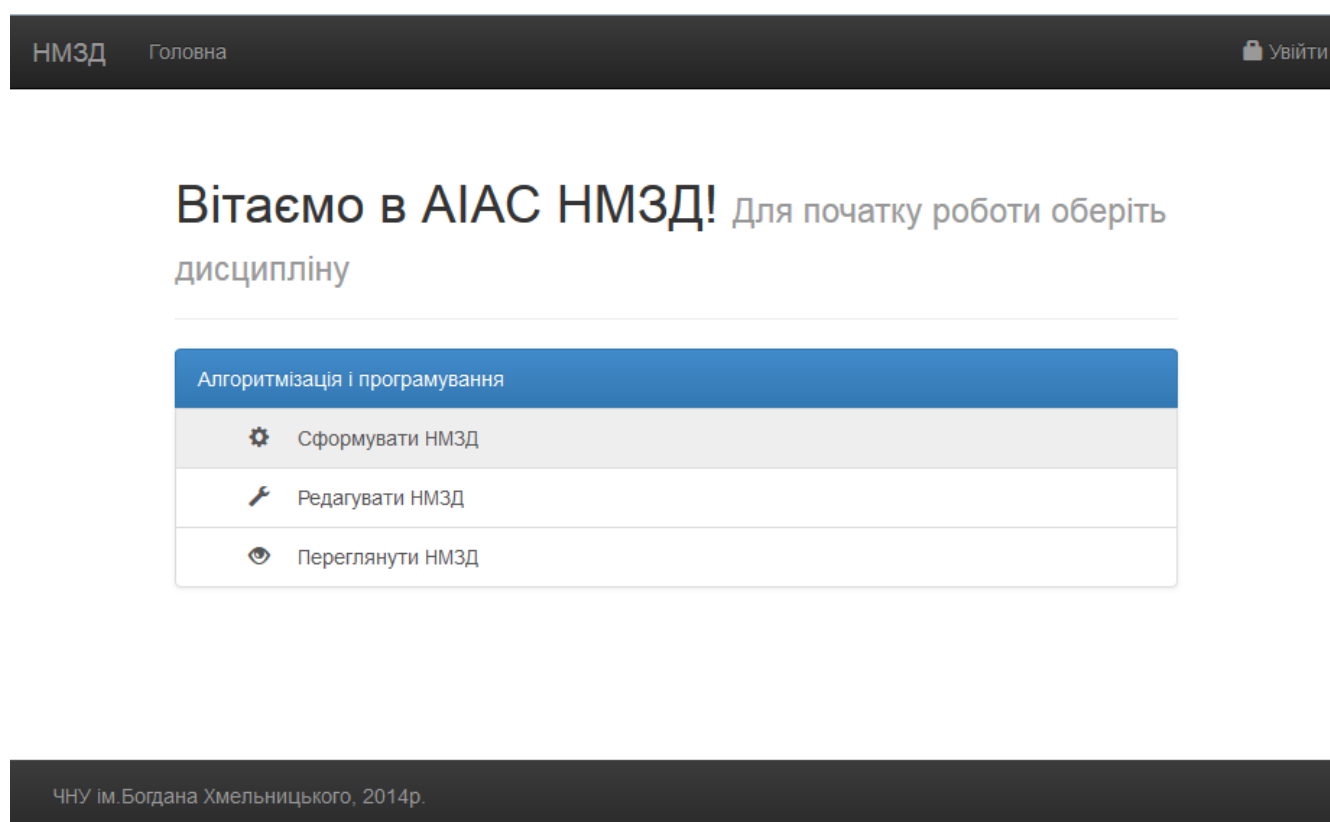 НМЗД Головна Увійти
Вітаємо в АІАС НМЗД! Для початку роботи оберіть
дисципліну
Алгоритмізація і програмування
Сформувати НМЗД
Редагувати НМЗД
Переглянути НМЗД
ЧНУ ім.Богдана Хмельницького, 2014р.